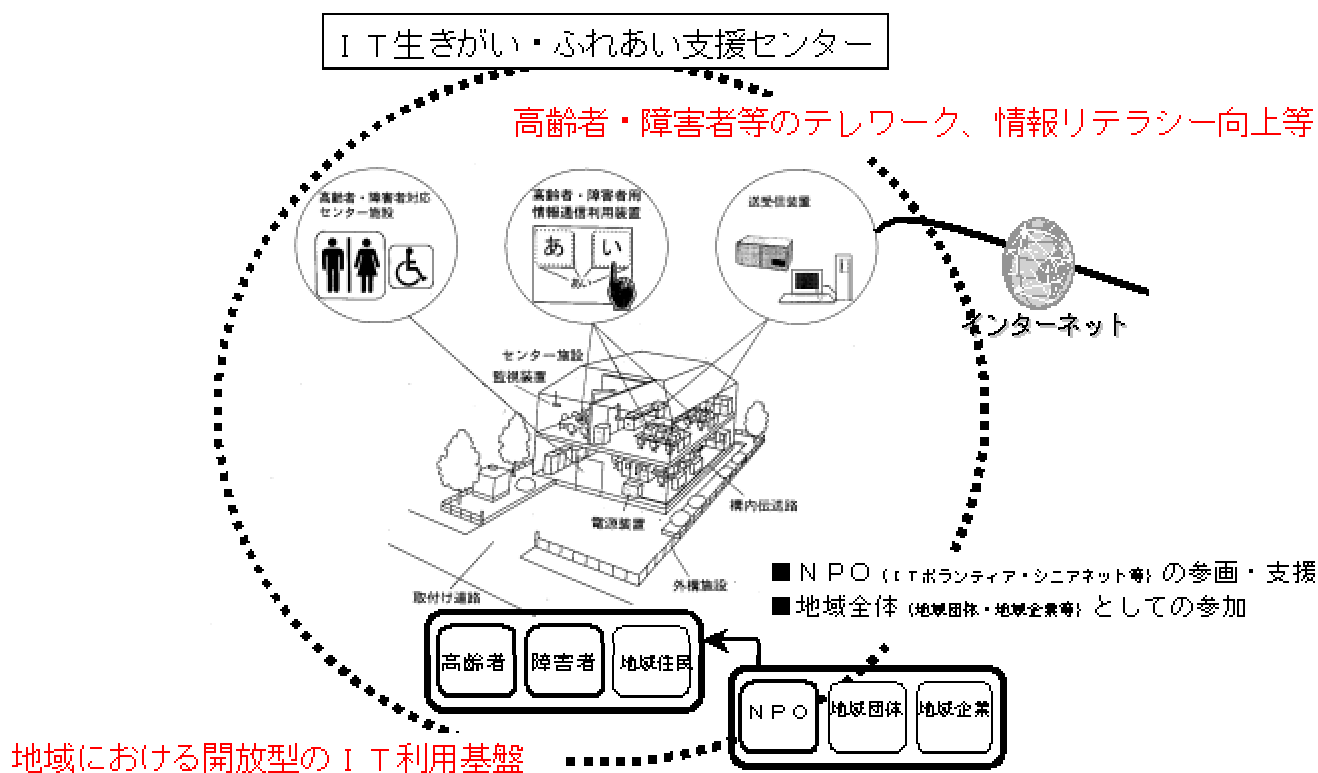 ＩＴ生きがい・ふれあい支援センター
高齢者・障害者等のテレワーク、情報リテラシー向上等
高齢者・障害者対応
センター施設
高齢者・障害者用
情報通信利用装置
あ い
あい
送受信装置
インターネット
センター施設
監視装置
構内伝送路
電源装置
外構施設
取付け道路
■ＮＰＯ（ＩＴボランティア・シニアネット等）の参画・支援
■地域全体（地域団体・地域企業等）としての参加
高齢者 障害者 地域住民
ＮＰＯ 地域団体 地域企業
地域における開放型のＩＴ利用基盤